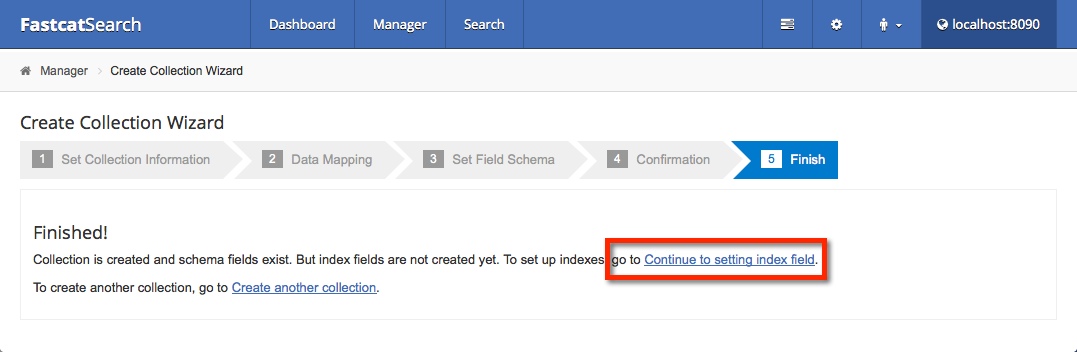 FastcatSearch Dashboard Manager Search localhost:8090
Manager Create Collection Wizard
Create Collection Wizard
1 Set Collection Information 2 Data Mapping 3 Set Field Schema 4 Confirmation 5 Finish
Finished!
Collection is created and schema fields exist. But index fields are not created yet. To set up indexes go to Continue to setting index field.
To create another collection, go to Create another collection.